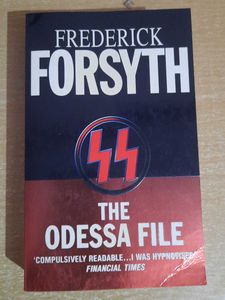 FREDERICK
FORSYTH
THE
ODESSA FILE
'COMPULSIVELY READABLE...I WAS HYPNOTISED'
FINANCIAL TIMES